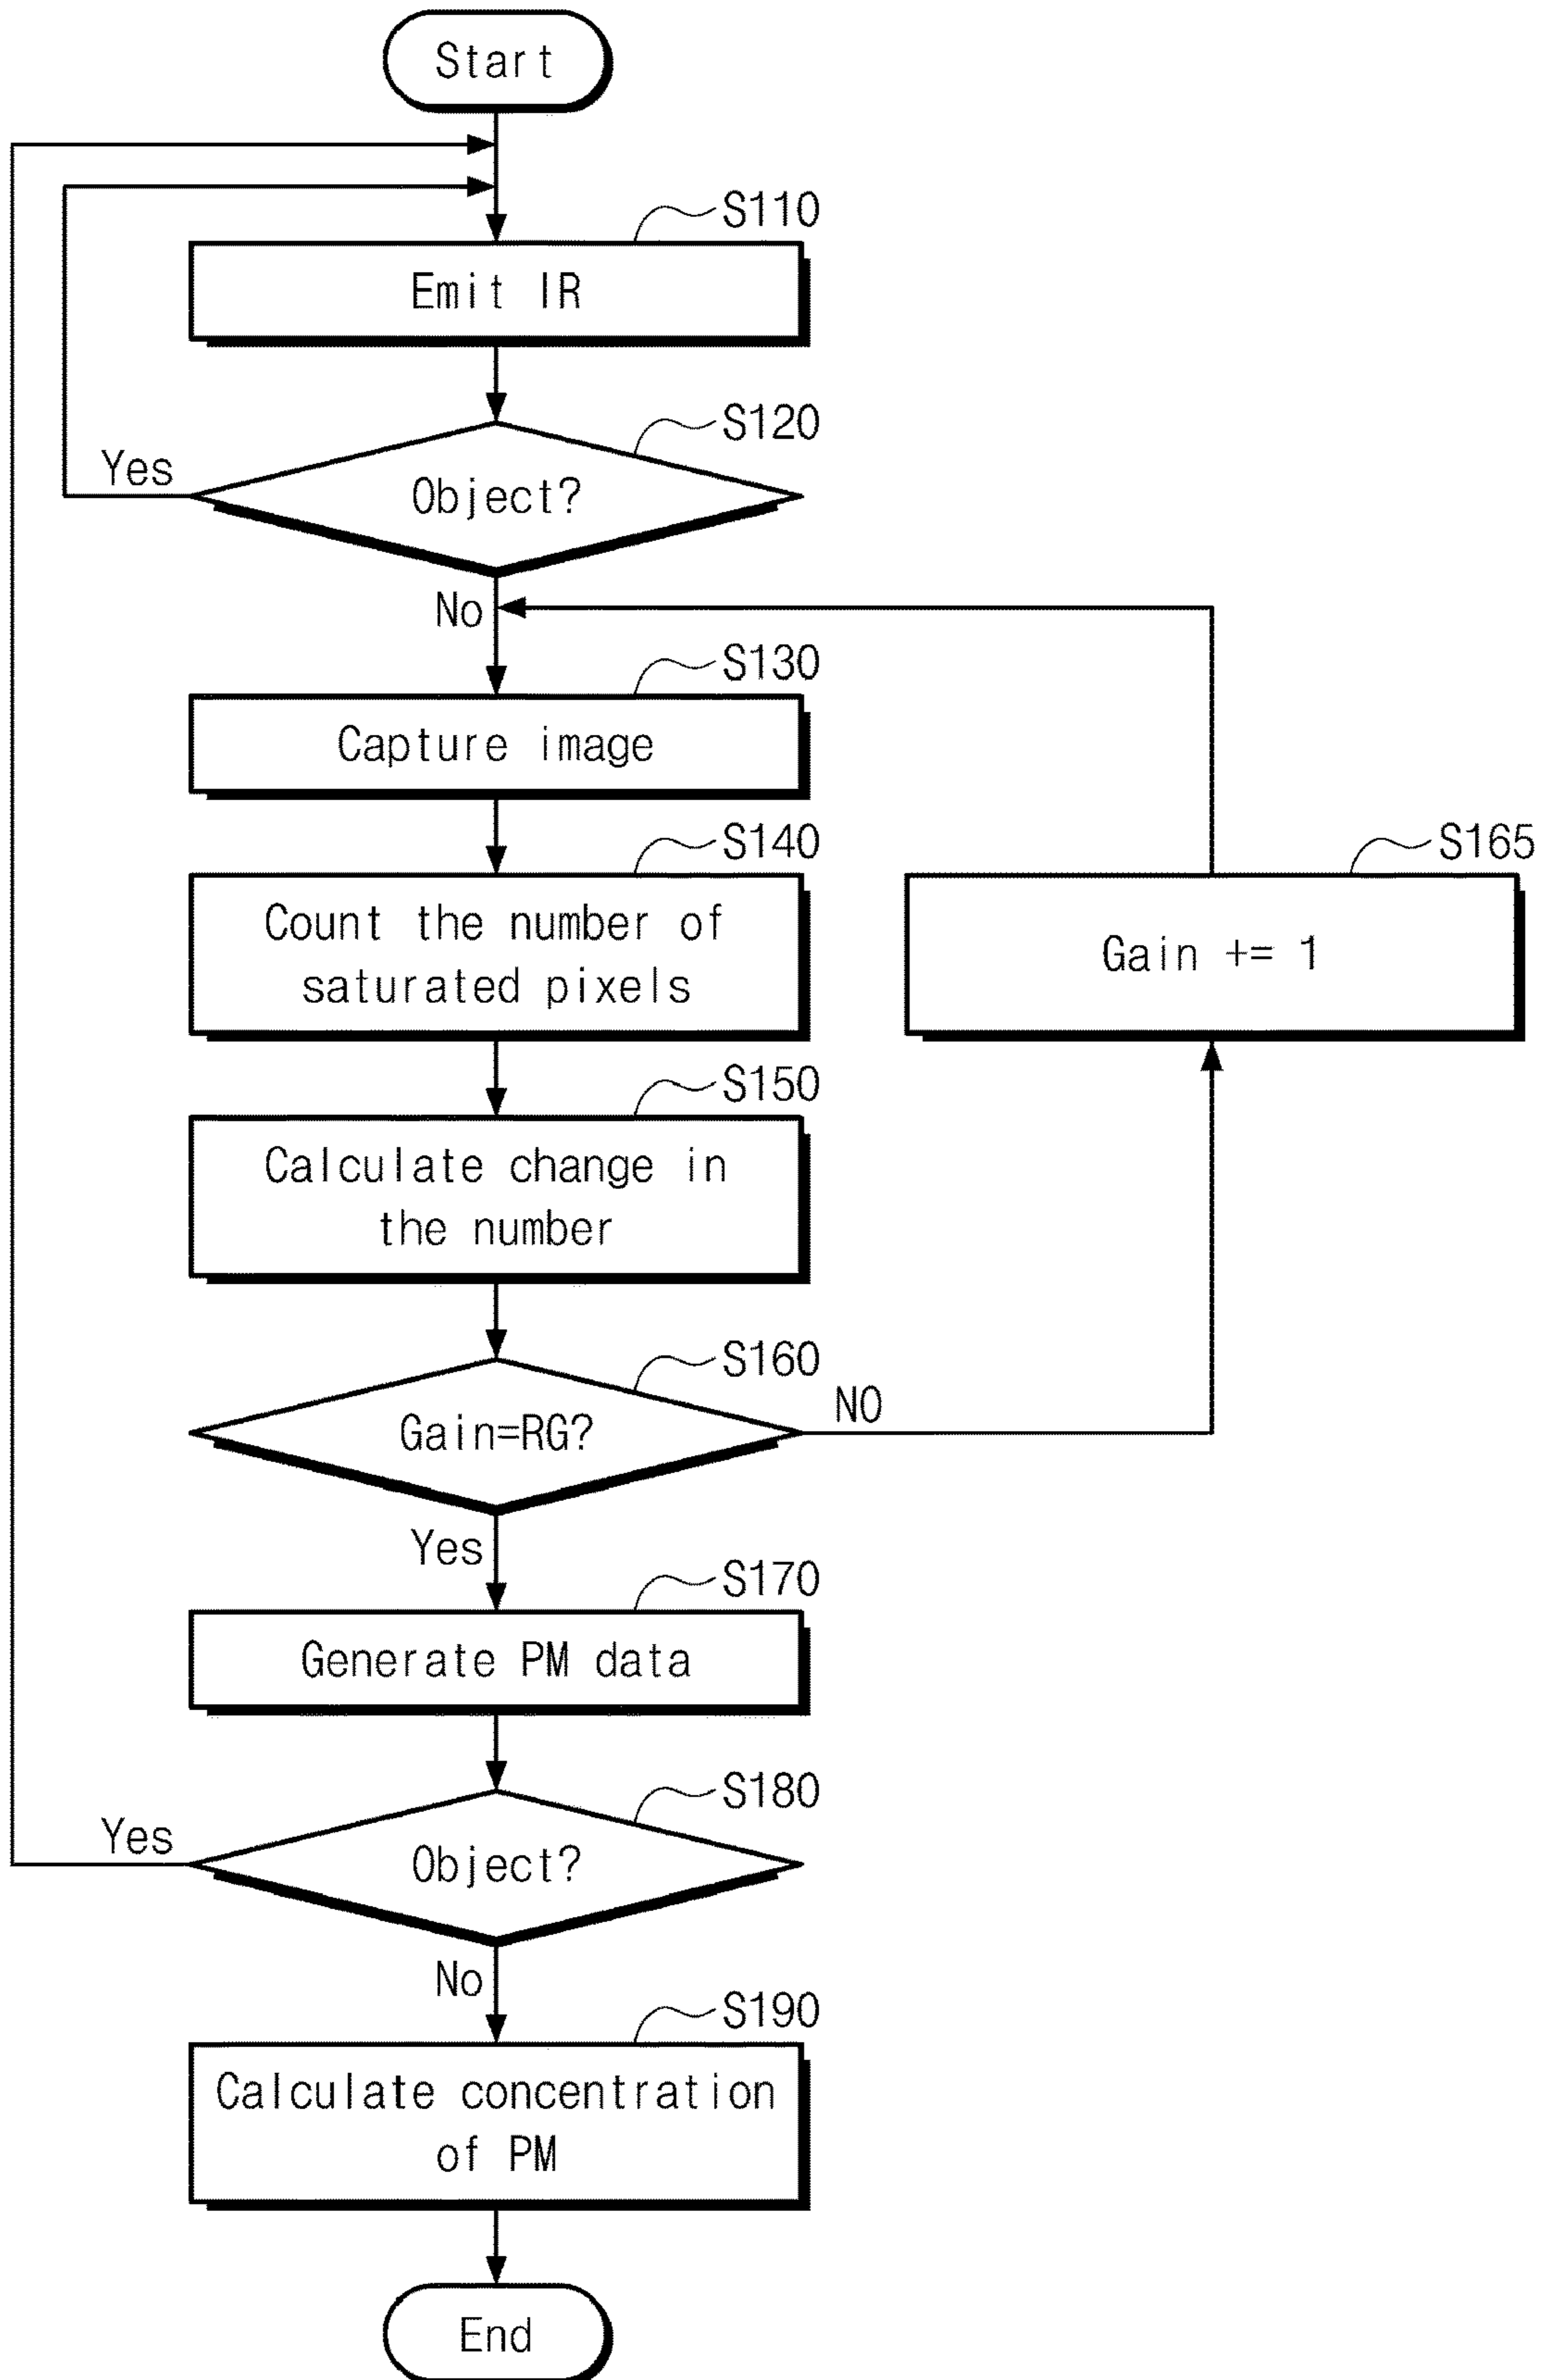 Start
S110
Emit IR
S120
Yes
Object?
No
S130
Capture image
S140
Count the number of
saturated pixels
S165
Gain += 1
S150
Calculate change in
the number
S160
Gain=RG?
NO
Yes
S170
Generate PM data
S180
Yes
Object?
No
S190
Calculate concentration
of PM
End